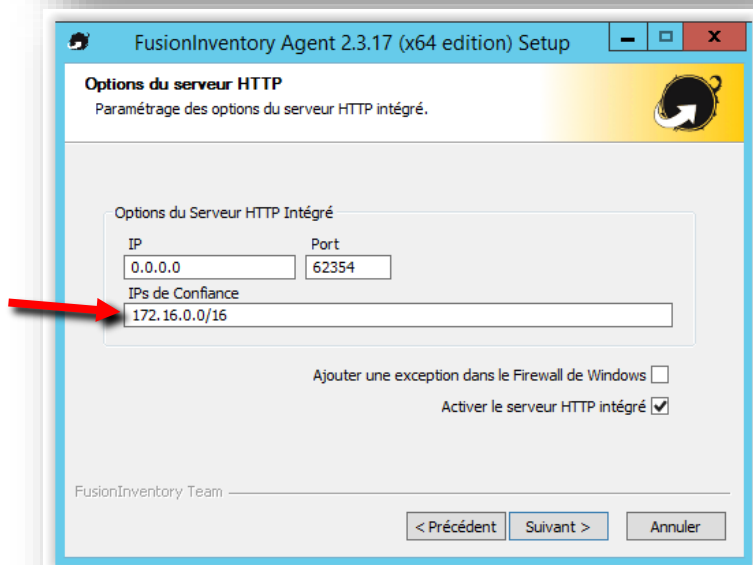 FusionInventory Agent 2.3.17 (x64 edition) Setup
Options du serveur HTTP
Paramétrage des options du serveur HTTP intégré.
Options du Serveur HTTP Intégré
IP Port
0.0.0.0 62354
IPs de Confiance
172.16.0.0/16
Ajouter une exception dans le Firewall de Windows
Activer le serveur HTTP intégré
FusionInventory Team
< Précédent Suivant > Annuler